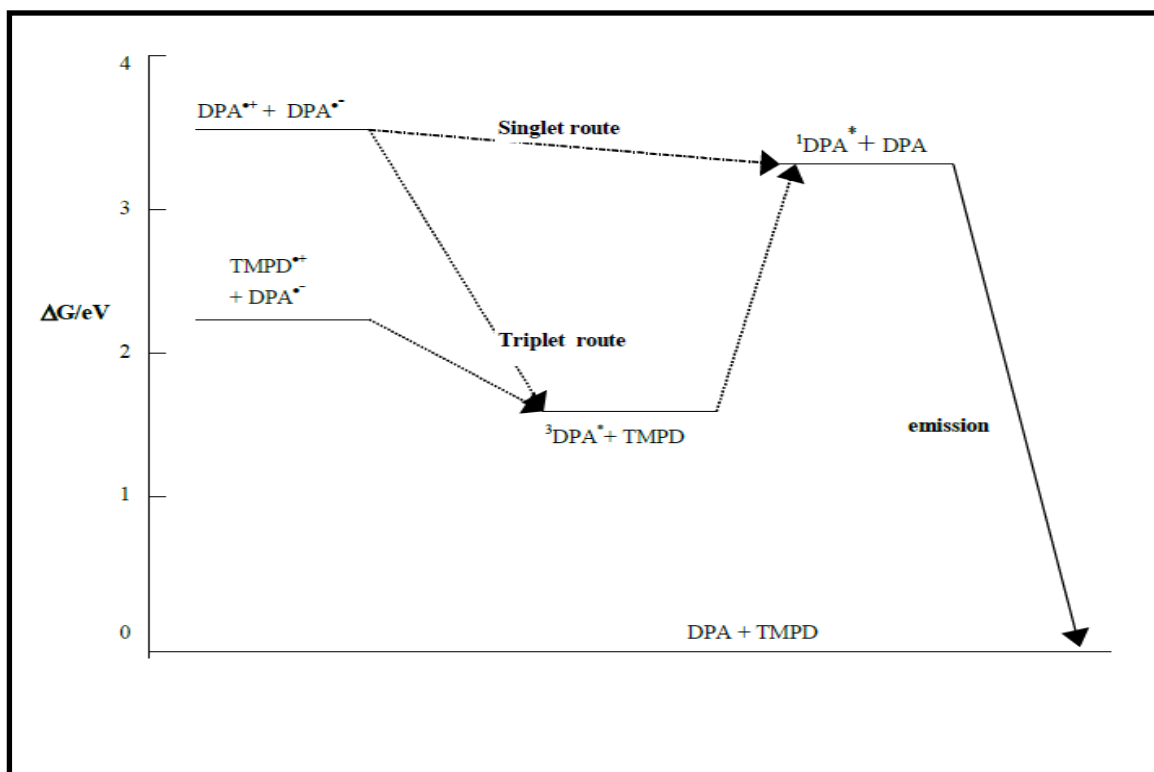 4
DPA•+ + DPA•-
Singlet route
1DPA* + DPA
3
TMPD•+
+ DPA•-
ΔG/eV
Triplet route
2
3DPA* + TMPD
emission
1
0
DPA + TMPD